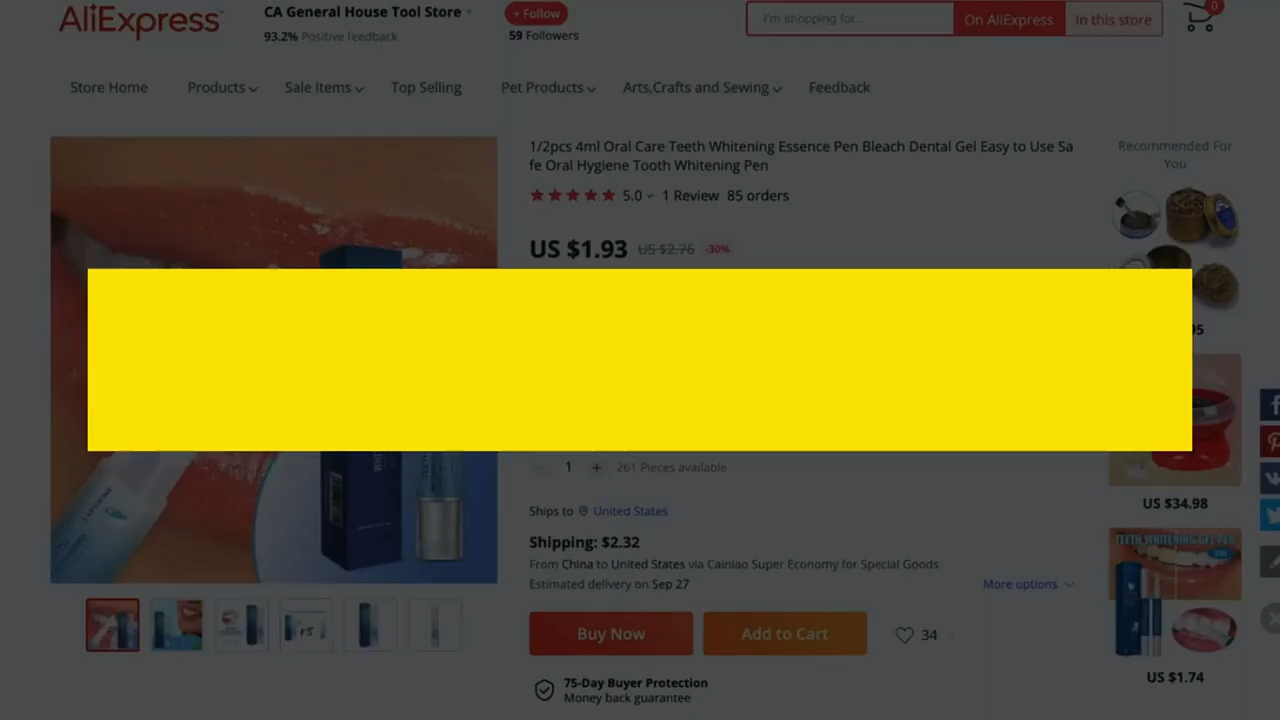 AliExpress
CA General House Tool Store
93.2% Positive feedback
+ Follow
59 Followers
I'm shopping for...
On AliExpress
In this store
0
Store Home
Products
Sale Items
Top Selling
Pet Products
Arts,Crafts and Sewing
Feedback
1/2pcs 4ml Oral Care Teeth Whitening Essence Pen Bleach Dental Gel Easy to Use Sa
fe Oral Hygiene Tooth Whitening Pen
5.0
1 Review
85 orders
US $1.93
US $2.76
-30%
1
+
261 Pieces available
Ships to
United States
Shipping: $2.32
From China to United States via Cainiao Super Economy for Special Goods
Estimated delivery on Sep 27
More options
Buy Now
Add to Cart
34
75-Day Buyer Protection
Money back guarantee
Recommended For
You
US $34.98
TEETH WHITENING GEL PEN
US $1.74